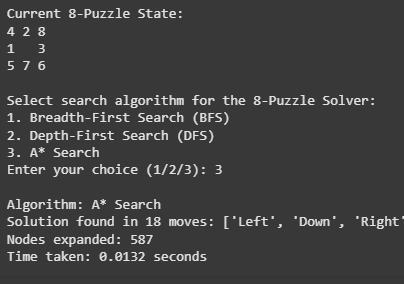 Current 8-Puzzle State:
4 2 8
1   3
5 7 6
Select search algorithm for the 8-Puzzle Solver:
1. Breadth-First Search (BFS)
2. Depth-First Search (DFS)
3. A* Search
Enter your choice (1/2/3): 3
Algorithm: A* Search
Solution found in 18 moves: ['Left', 'Down', 'Right'
Nodes expanded: 587
Time taken: 0.0132 seconds